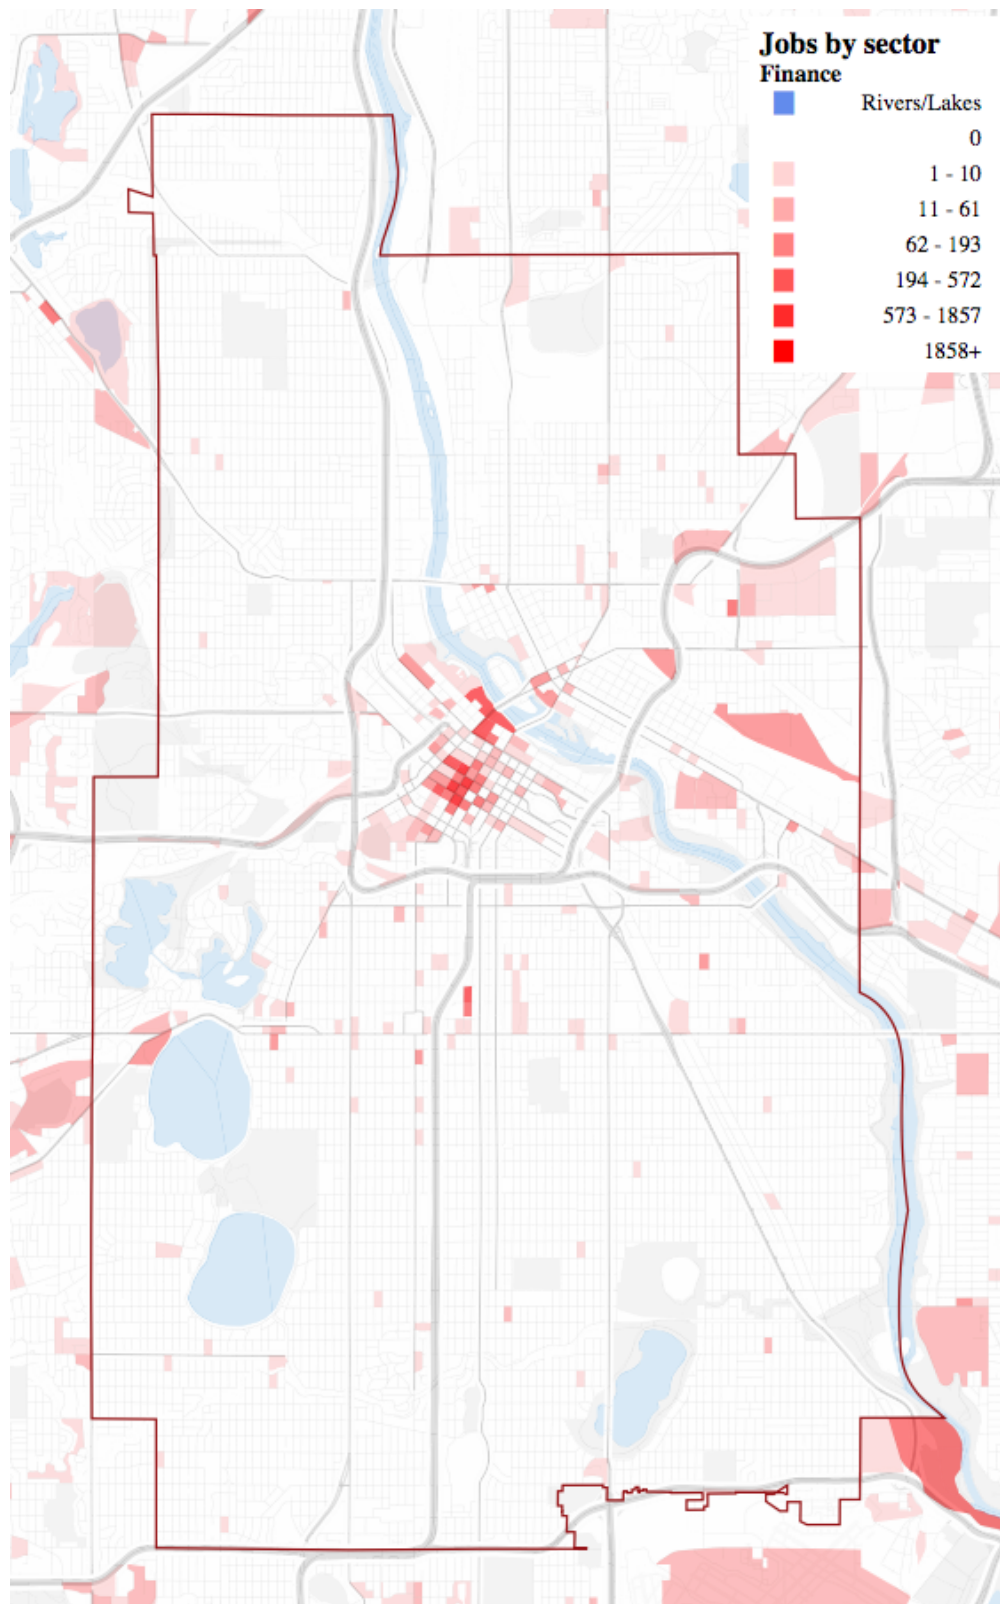 Jobs by sector
Finance
Rivers/Lakes
0
1 - 10
11 - 61
62 - 193
194 - 572
573 - 1857
1858+